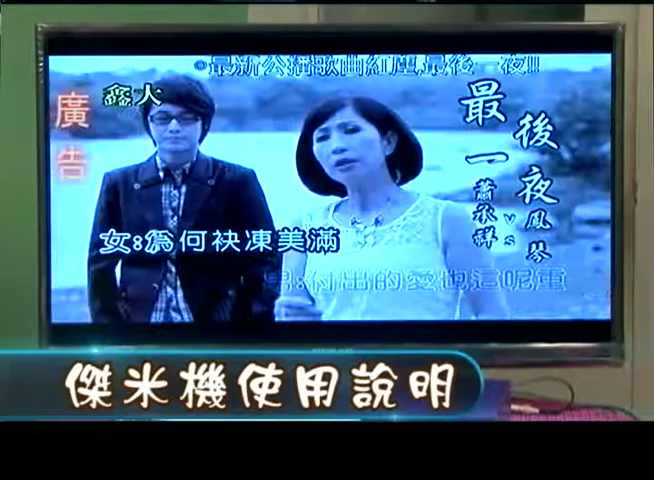 最新公播歌曲紅塵最後一夜!!!
鑫大
廣告
最後一夜
蕭承祥 vs 鳳琴
女:為何袂凍美滿
男:付出的愛也這呢重
傑米機使用說明